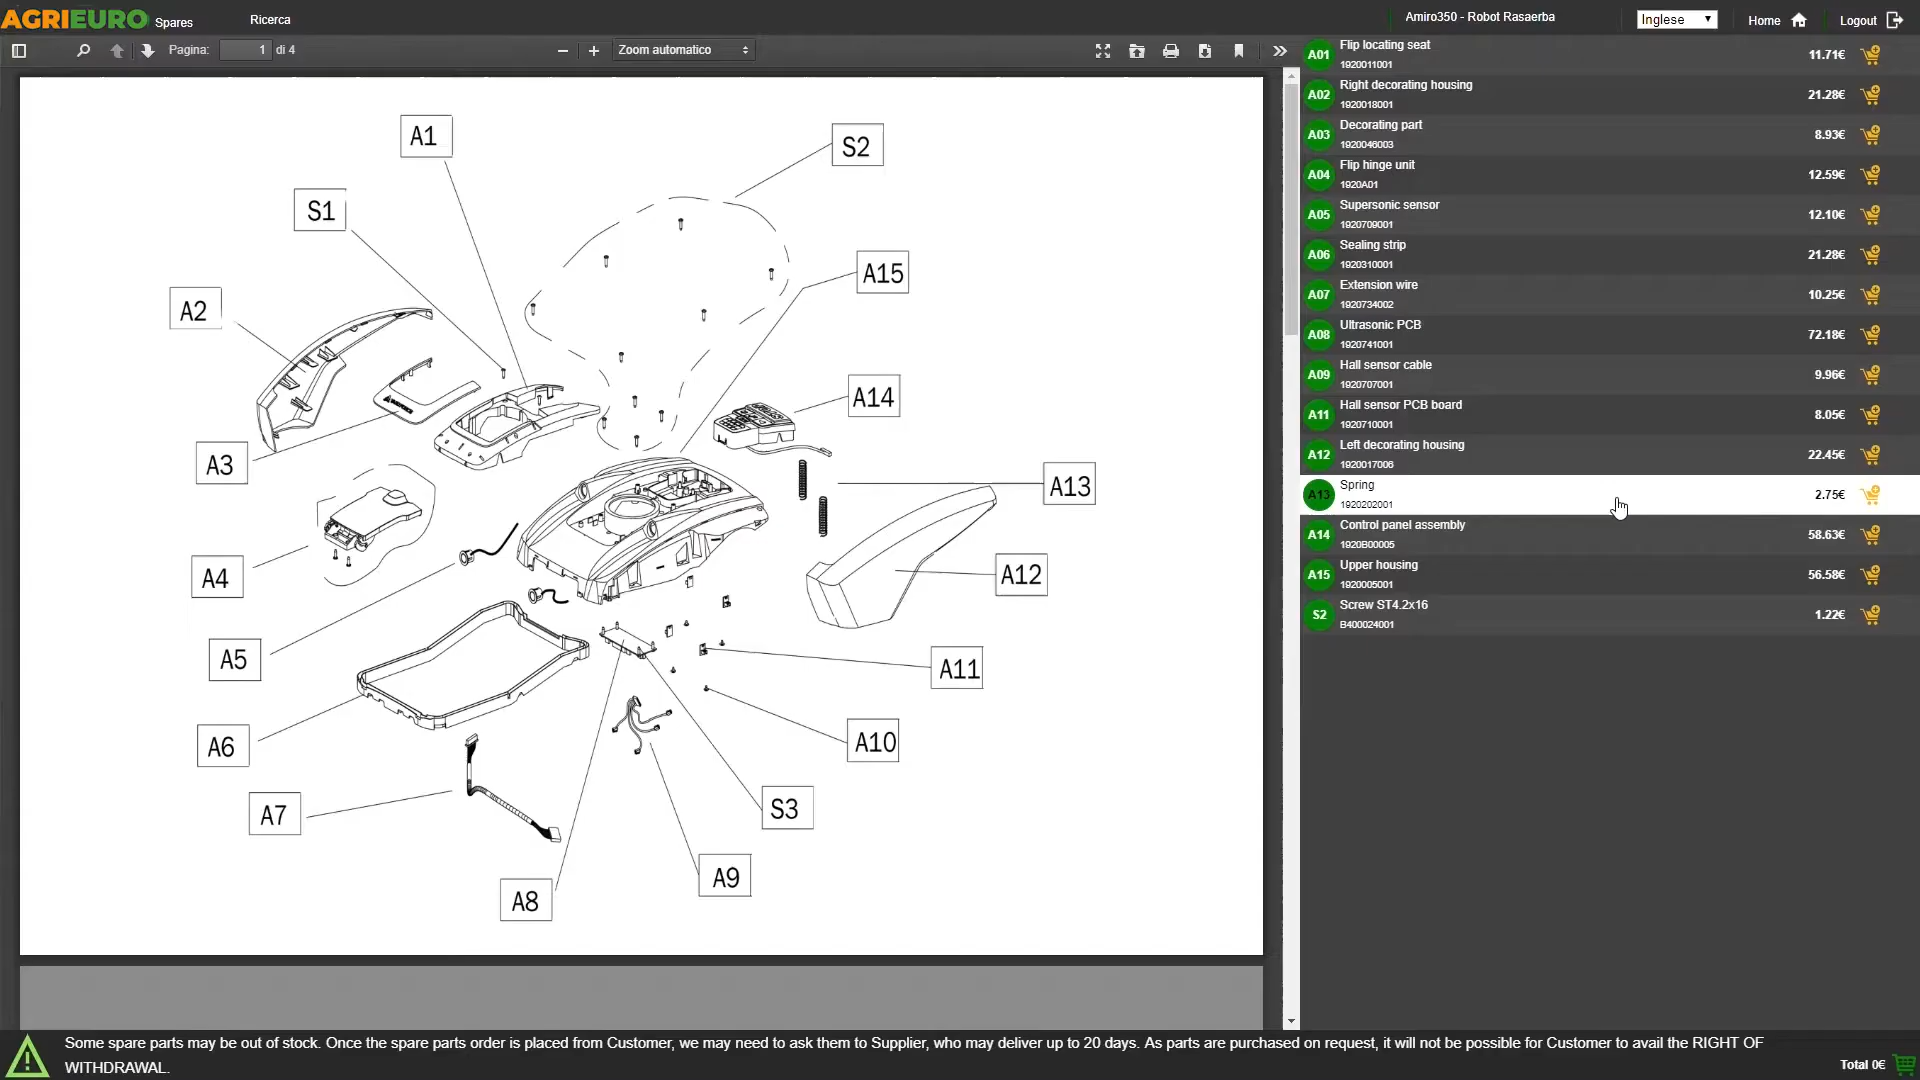 AGRIEURO Spares
Ricerca
Amiro350 - Robot Rasaerba
Inglese
Home
Logout
Pagina: 1 di 4
Zoom automatico
A1
S2
S1
A15
A2
A14
A3
A13
A4
A12
A5
A11
A6
A10
A7
S3
A9
A8
A01 Flip locating seat 11.71€
1920011001
A02 Right decorating housing 21.28€
1920018001
A03 Decorating part 8.93€
1920046003
A04 Flip hinge unit 12.59€
1920A01
A05 Supersonic sensor 12.10€
1920709001
A06 Sealing strip 21.28€
1920310001
A07 Extension wire 10.25€
1920734002
A08 Ultrasonic PCB 72.18€
1920741001
A09 Hall sensor cable 9.96€
1920707001
A11 Hall sensor PCB board 8.05€
1920710001
A12 Left decorating housing 22.45€
1920017006
A13 Spring 2.75€
1920202001
A14 Control panel assembly 58.63€
1920B00005
A15 Upper housing 56.58€
1920005001
S2 Screw ST4.2x16 1.22€
B400024001
Some spare parts may be out of stock. Once the spare parts order is placed from Customer, we may need to ask them to Supplier, who may deliver up to 20 days. As parts are purchased on request, it will not be possible for Customer to avail the RIGHT OF
WITHDRAWAL.
Total 0€